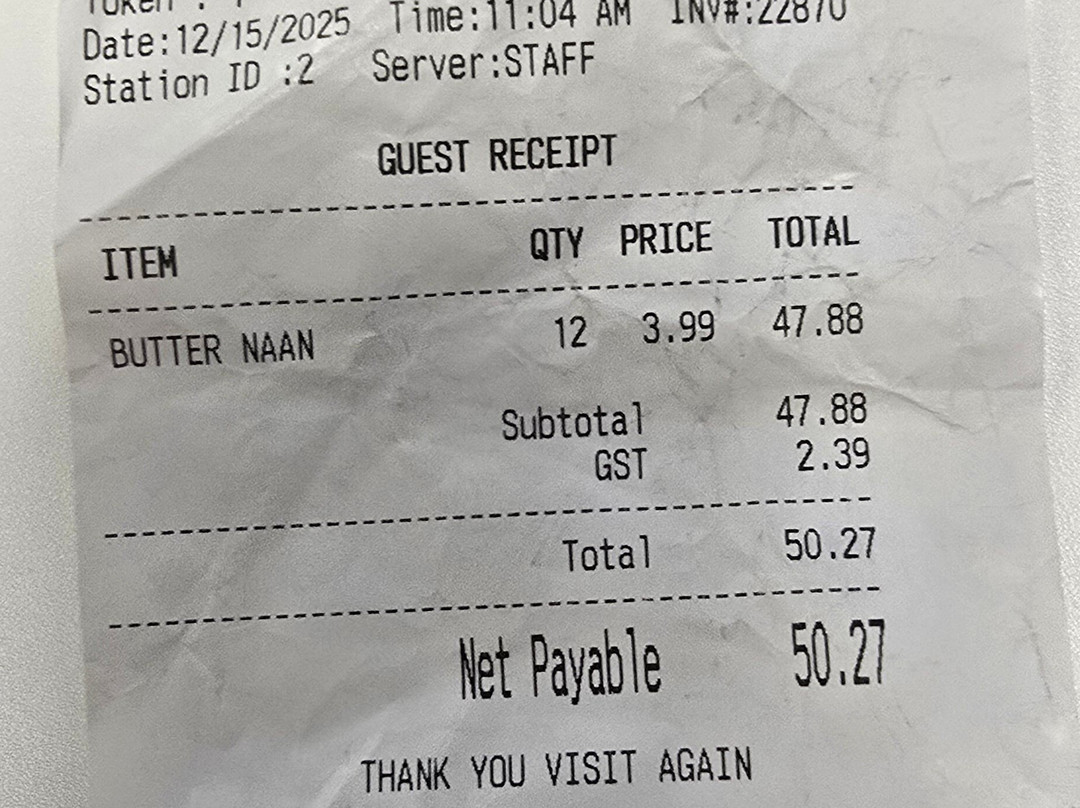 Token :
Date:12/15/2025 Time:11:04 AM INV#:22870
Station ID :2 Server:STAFF
GUEST RECEIPT
ITEM QTY PRICE TOTAL
BUTTER NAAN 12 3.99 47.88
Subtotal 47.88
GST 2.39
Total 50.27
Net Payable 50.27
THANK YOU VISIT AGAIN